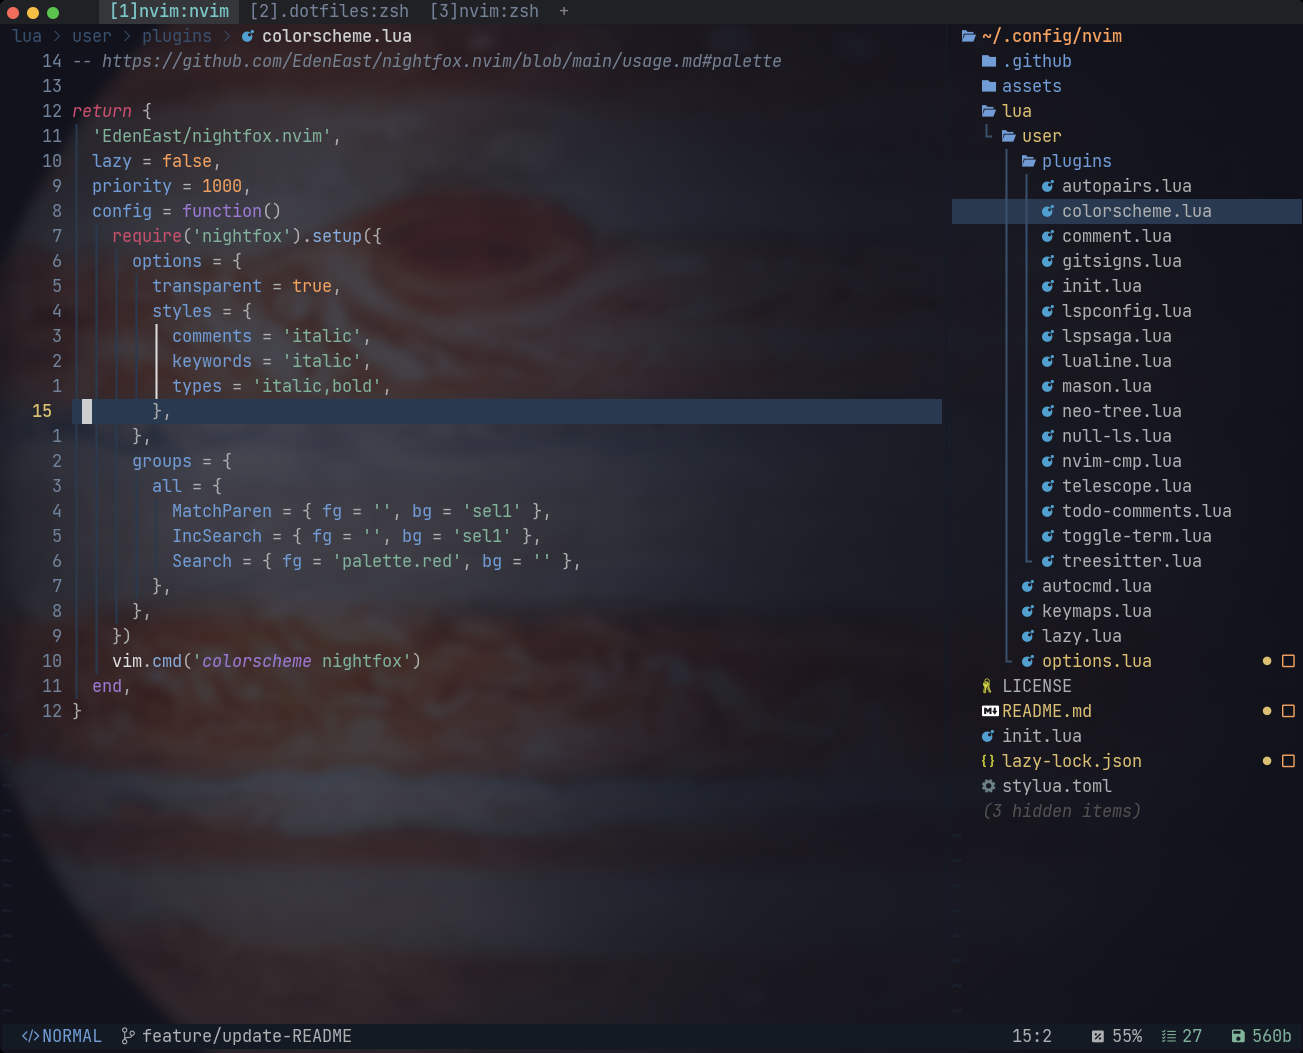 [1]nvim:nvim [2].dotfiles:zsh [3]nvim:zsh +
lua > user > plugins > colorscheme.lua
14 -- https://github.com/EdenEast/nightfox.nvim/blob/main/usage.md#palette
13
12 return {
11 'EdenEast/nightfox.nvim',
10 lazy = false,
9 priority = 1000,
8 config = function()
7 require('nightfox').setup({
6 options = {
5 transparent = true,
4 styles = {
3 comments = 'italic',
2 keywords = 'italic',
1 types = 'italic,bold',
15 },
1 },
2 groups = {
3 all = {
4 MatchParen = { fg = '', bg = 'sel1' },
5 IncSearch = { fg = '', bg = 'sel1' },
6 Search = { fg = 'palette.red', bg = '' },
7 },
8 },
9 })
10 vim.cmd('colorscheme nightfox')
11 end,
12 }
~/.config/nvim
.github
assets
lua
user
plugins
autopairs.lua
colorscheme.lua
comment.lua
gitsigns.lua
init.lua
lspconfig.lua
lspsaga.lua
lualine.lua
mason.lua
neo-tree.lua
null-ls.lua
nvim-cmp.lua
telescope.lua
todo-comments.lua
toggle-term.lua
treesitter.lua
autocmd.lua
keymaps.lua
lazy.lua
options.lua
LICENSE
README.md
init.lua
{} lazy-lock.json
stylua.toml
(3 hidden items)
</> NORMAL feature/update-README 15:2 55% 27 560b